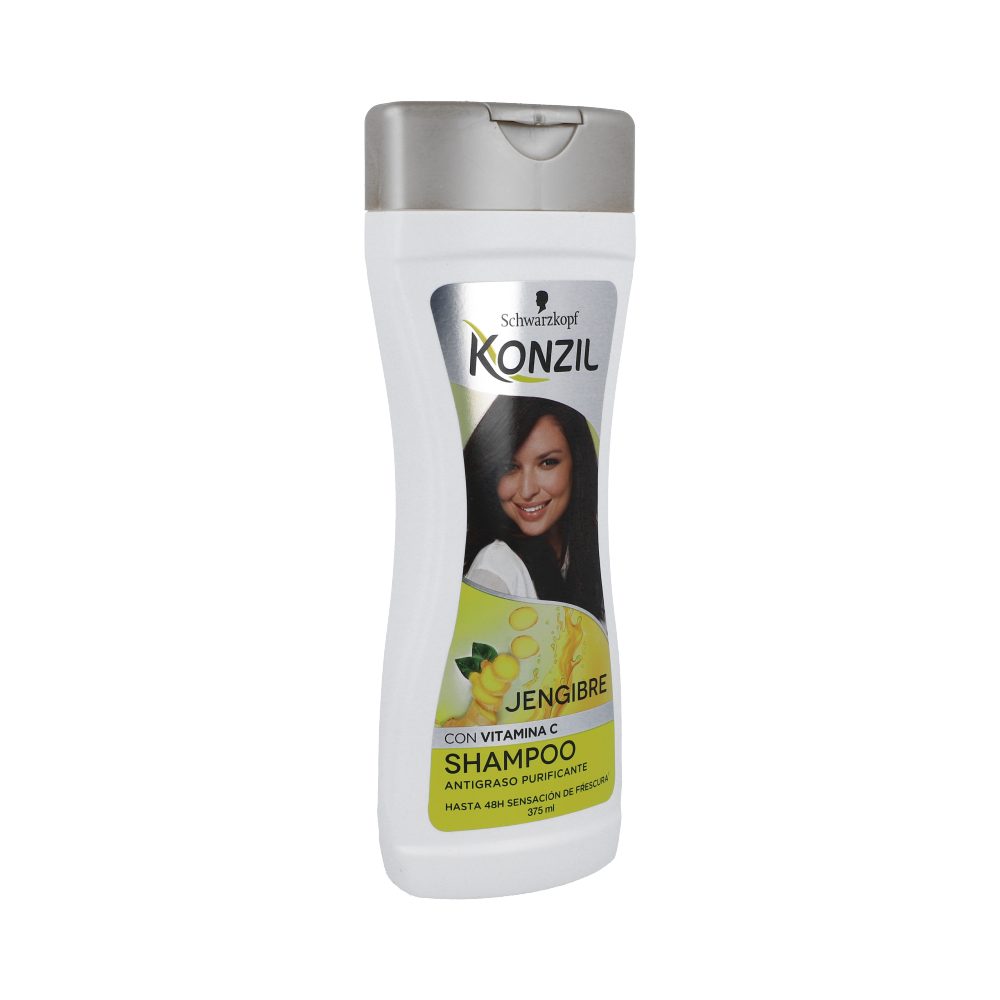 Schwarzkopf
KONZIL
JENGIBRE
CON VITAMINA C
SHAMPOO
ANTIGRASO PURIFICANTE
HASTA 48H SENSACIÓN DE FRESCURA*
375 ml